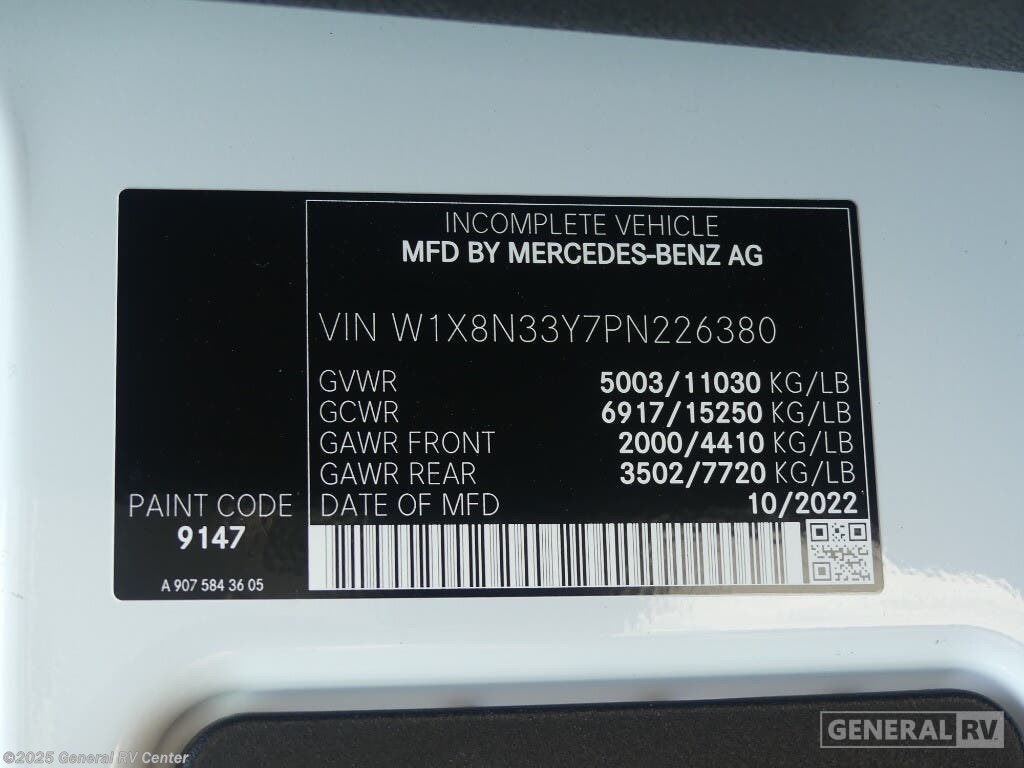 INCOMPLETE VEHICLE
MFD BY MERCEDES-BENZ AG
VIN W1X8N33Y7PN226380
GVWR 5003/11030 KG/LB
GCWR 6917/15250 KG/LB
GAWR FRONT 2000/4410 KG/LB
GAWR REAR 3502/7720 KG/LB
DATE OF MFD 10/2022
PAINT CODE
9147
A 907 584 36 05
GENERAL RV
©2025 General RV Center